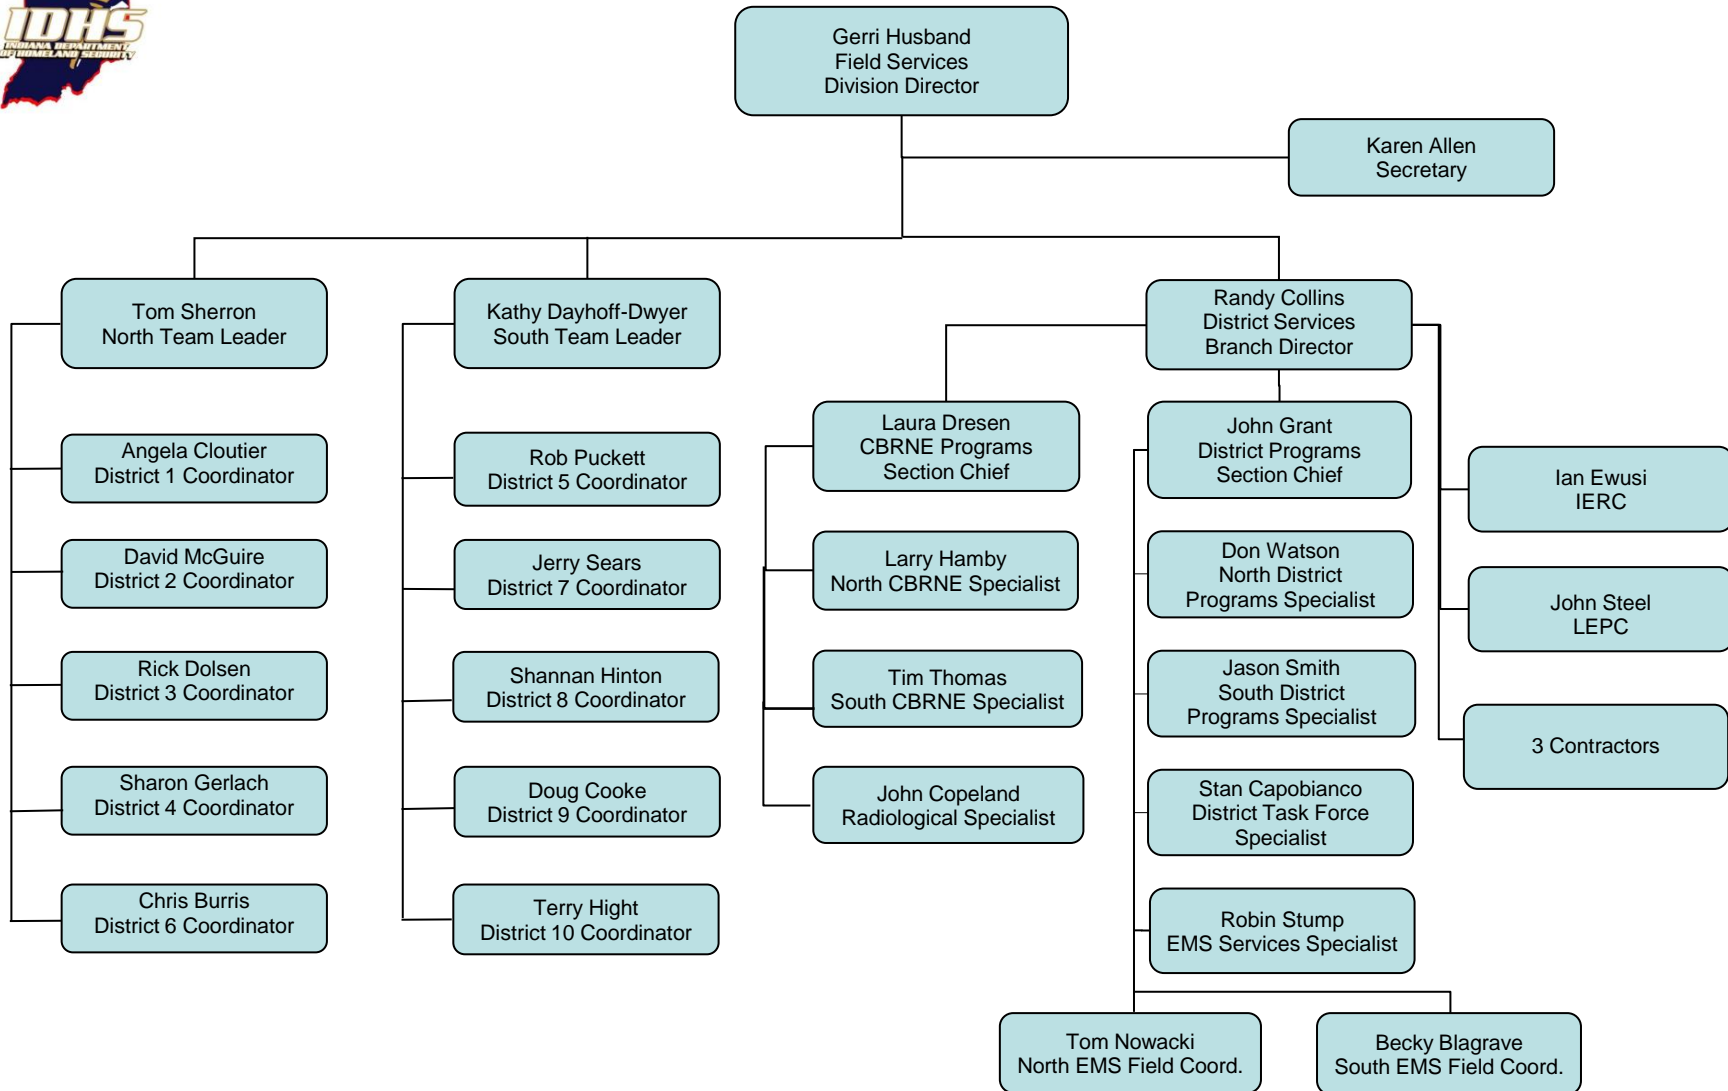 IDHS
INDIANA DEPARTMENT
OF HOMELAND SECURITY
Gerri Husband
Field Services
Division Director
Karen Allen
Secretary
Tom Sherron
North Team Leader
Kathy Dayhoff-Dwyer
South Team Leader
Randy Collins
District Services
Branch Director
Angela Cloutier
District 1 Coordinator
David McGuire
District 2 Coordinator
Rick Dolsen
District 3 Coordinator
Sharon Gerlach
District 4 Coordinator
Chris Burris
District 6 Coordinator
Rob Puckett
District 5 Coordinator
Jerry Sears
District 7 Coordinator
Shannan Hinton
District 8 Coordinator
Doug Cooke
District 9 Coordinator
Terry Hight
District 10 Coordinator
Laura Dresen
CBRNE Programs
Section Chief
Larry Hamby
North CBRNE Specialist
Tim Thomas
South CBRNE Specialist
John Copeland
Radiological Specialist
John Grant
District Programs
Section Chief
Don Watson
North District
Programs Specialist
Jason Smith
South District
Programs Specialist
Stan Capobianco
District Task Force
Specialist
Robin Stump
EMS Services Specialist
Tom Nowacki
North EMS Field Coord.
Becky Blagrave
South EMS Field Coord.
Ian Ewusi
IERC
John Steel
LEPC
3 Contractors